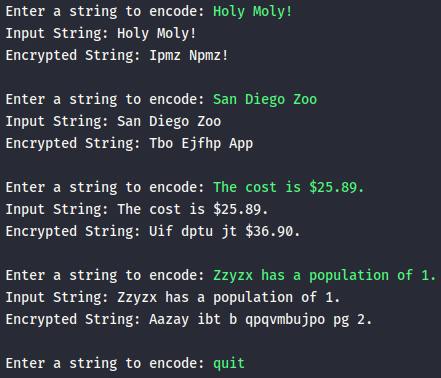 Enter a string to encode: Holy Moly!
Input String: Holy Moly!
Encrypted String: Ipmz Npmz!
Enter a string to encode: San Diego Zoo
Input String: San Diego Zoo
Encrypted String: Tbo Ejfhp App
Enter a string to encode: The cost is $25.89.
Input String: The cost is $25.89.
Encrypted String: Uif dptu jt $36.90.
Enter a string to encode: Zzyzx has a population of 1.
Input String: Zzyzx has a population of 1.
Encrypted String: Aazay ibt b qpqvmbujpo pg 2.
Enter a string to encode: quit